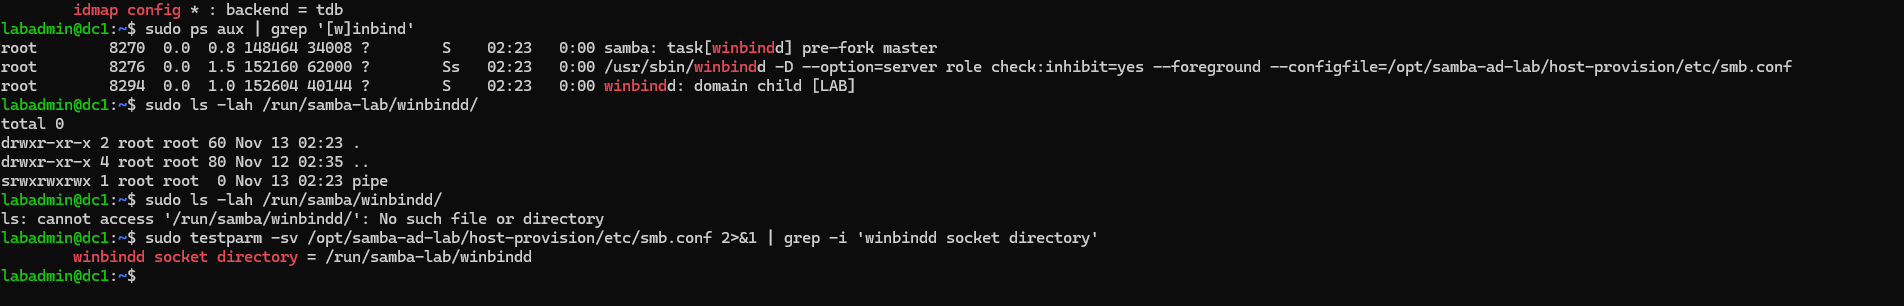 idmap config * : backend = tdb
labadmin@dc1:~$ sudo ps aux | grep '[w]inbind'
root        8270  0.0  0.8 148464 34008 ?        S    02:23   0:00 samba: task[winbindd] pre-fork master
root        8276  0.0  1.5 152160 62000 ?        Ss   02:23   0:00 /usr/sbin/winbindd -D --option=server role check:inhibit=yes --foreground --configfile=/opt/samba-ad-lab/host-provision/etc/smb.conf
root        8294  0.0  1.0 152604 40144 ?        S    02:23   0:00 winbindd: domain child [LAB]
labadmin@dc1:~$ sudo ls -lah /run/samba-lab/winbindd/
total 0
drwxr-xr-x 2 root root 60 Nov 13 02:23 .
drwxr-xr-x 4 root root 80 Nov 12 02:35 ..
srwxrwxrwx 1 root root  0 Nov 13 02:23 pipe
labadmin@dc1:~$ sudo ls -lah /run/samba/winbindd/
ls: cannot access '/run/samba/winbindd/': No such file or directory
labadmin@dc1:~$ sudo testparm -sv /opt/samba-ad-lab/host-provision/etc/smb.conf 2>&1 | grep -i 'winbindd socket directory'
winbindd socket directory = /run/samba-lab/winbindd
labadmin@dc1:~$